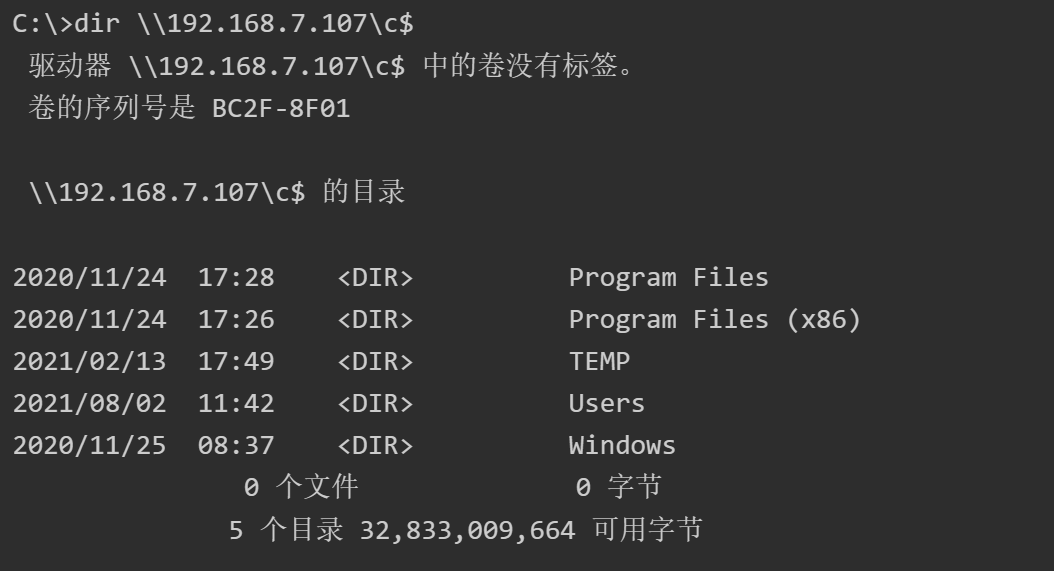 C:\>dir \\192.168.7.107\c$
驱动器 \\192.168.7.107\c$ 中的卷没有标签。
卷的序列号是 BC2F-8F01
\\192.168.7.107\c$ 的目录
2020/11/24  17:28    <DIR>          Program Files
2020/11/24  17:26    <DIR>          Program Files (x86)
2021/02/13  17:49    <DIR>          TEMP
2021/08/02  11:42    <DIR>          Users
2020/11/25  08:37    <DIR>          Windows
0 个文件              0 字节
5 个目录 32,833,009,664 可用字节